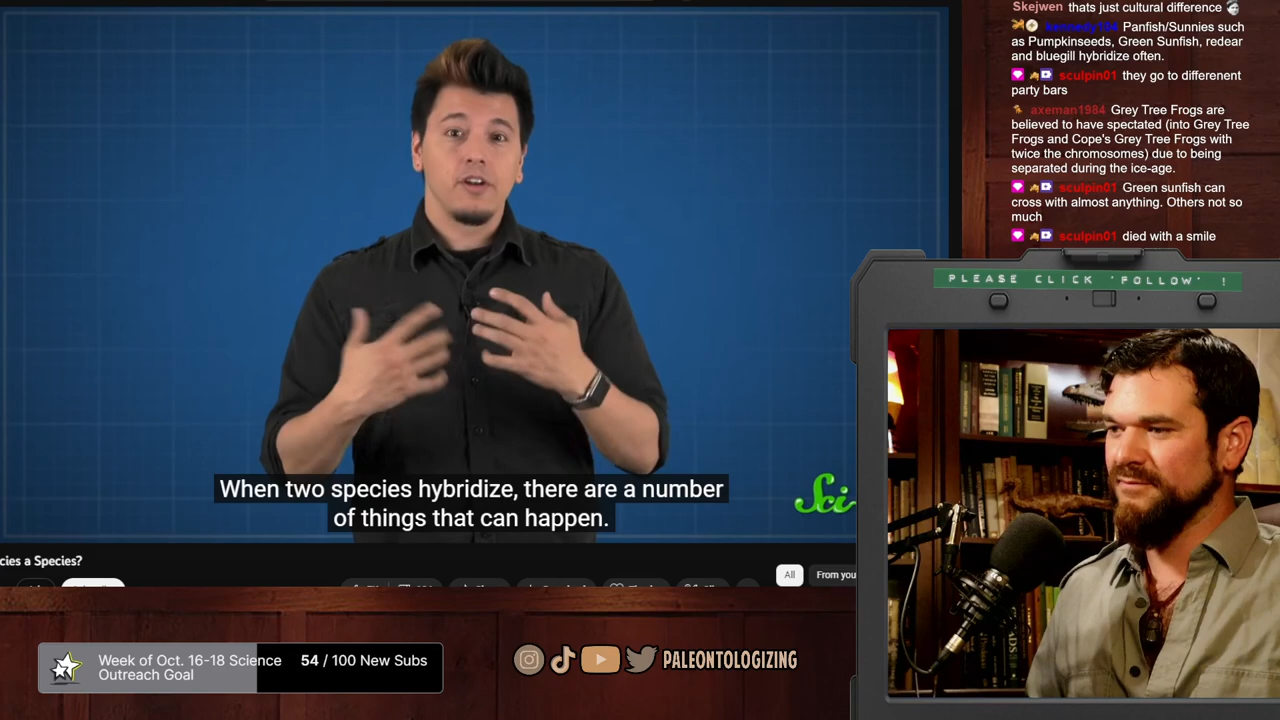 Skejwen thats just cultural difference
Panfish/Sunnies such
as Pumpkinseeds, Green Sunfish, redear
and bluegill hybridize often.
sculpin01 they go to differenent
party bars
axeman1984 Grey Tree Frogs are
believed to have spectated (into Grey Tree
Frogs and Cope's Grey Tree Frogs with
twice the chromosomes) due to being
separated during the ice-age.
sculpin01 Green sunfish can
cross with almost anything. Others not so
much
sculpin01 died with a smile
PLEASE CLICK 'FOLLOW' !
When two species hybridize, there are a number
of things that can happen.
Sci
cies a Species?
All
From you
Week of Oct. 16-18 Science
Outreach Goal
54 / 100 New Subs
PALEONTOLOGIZING